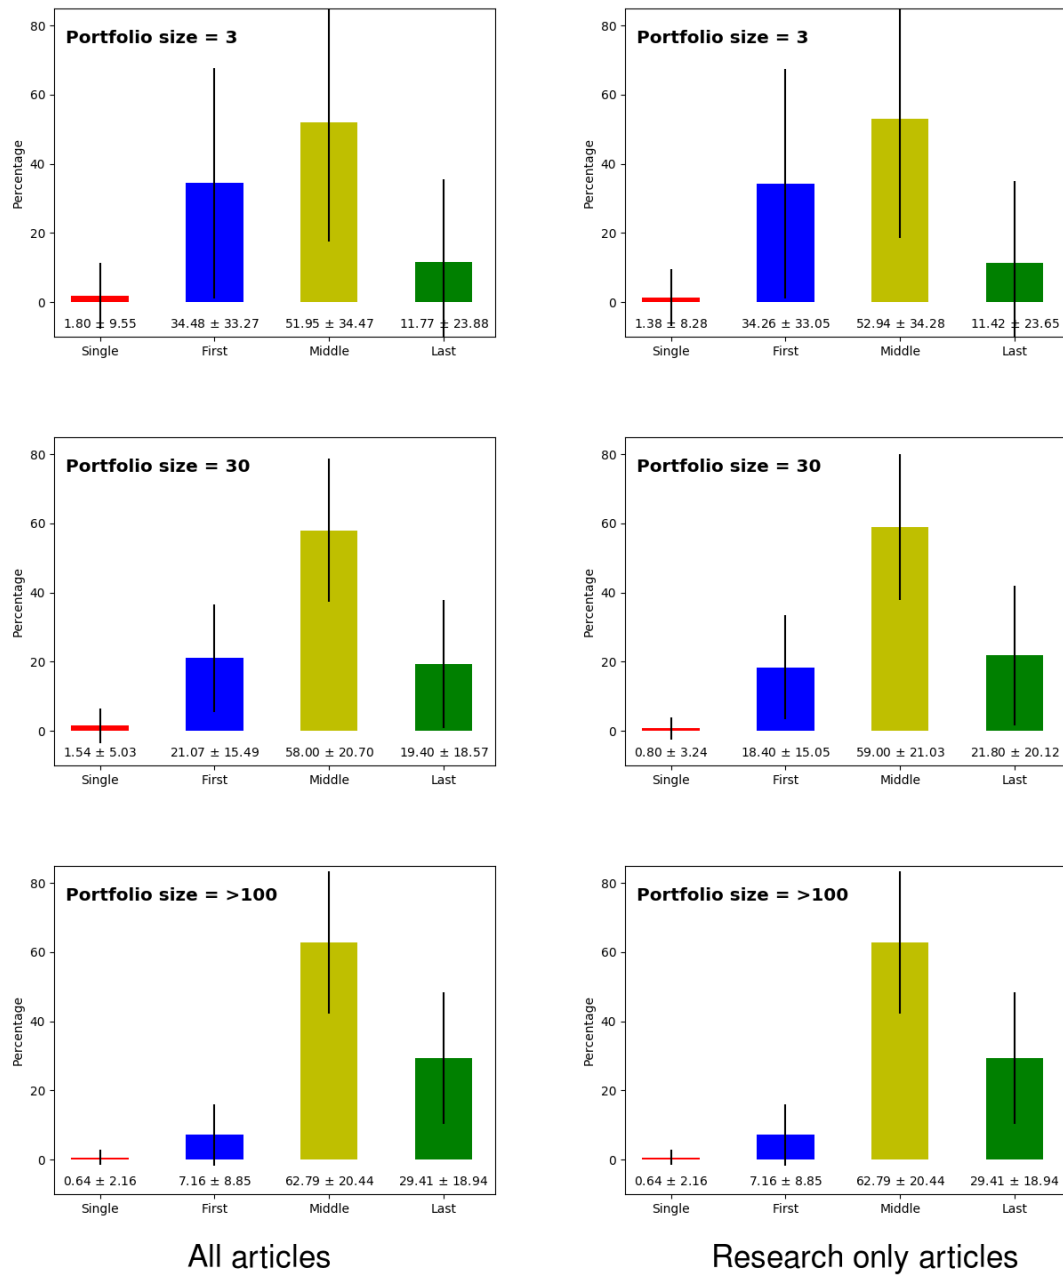 Portfolio size = 3
80
60
40
20
0
Percentage
1.80 ± 9.55 34.48 ± 33.27 51.95 ± 34.47 11.77 ± 23.88
Single First Middle Last
Portfolio size = 3
80
60
40
20
0
Percentage
1.38 ± 8.28 34.26 ± 33.05 52.94 ± 34.28 11.42 ± 23.65
Single First Middle Last
Portfolio size = 30
80
60
40
20
0
Percentage
1.54 ± 5.03 21.07 ± 15.49 58.00 ± 20.70 19.40 ± 18.57
Single First Middle Last
Portfolio size = 30
80
60
40
20
0
Percentage
0.80 ± 3.24 18.40 ± 15.05 59.00 ± 21.03 21.80 ± 20.12
Single First Middle Last
Portfolio size = >100
80
60
40
20
0
Percentage
0.64 ± 2.16 7.16 ± 8.85 62.79 ± 20.44 29.41 ± 18.94
Single First Middle Last
Portfolio size = >100
80
60
40
20
0
Percentage
0.64 ± 2.16 7.16 ± 8.85 62.79 ± 20.44 29.41 ± 18.94
Single First Middle Last
All articles
Research only articles